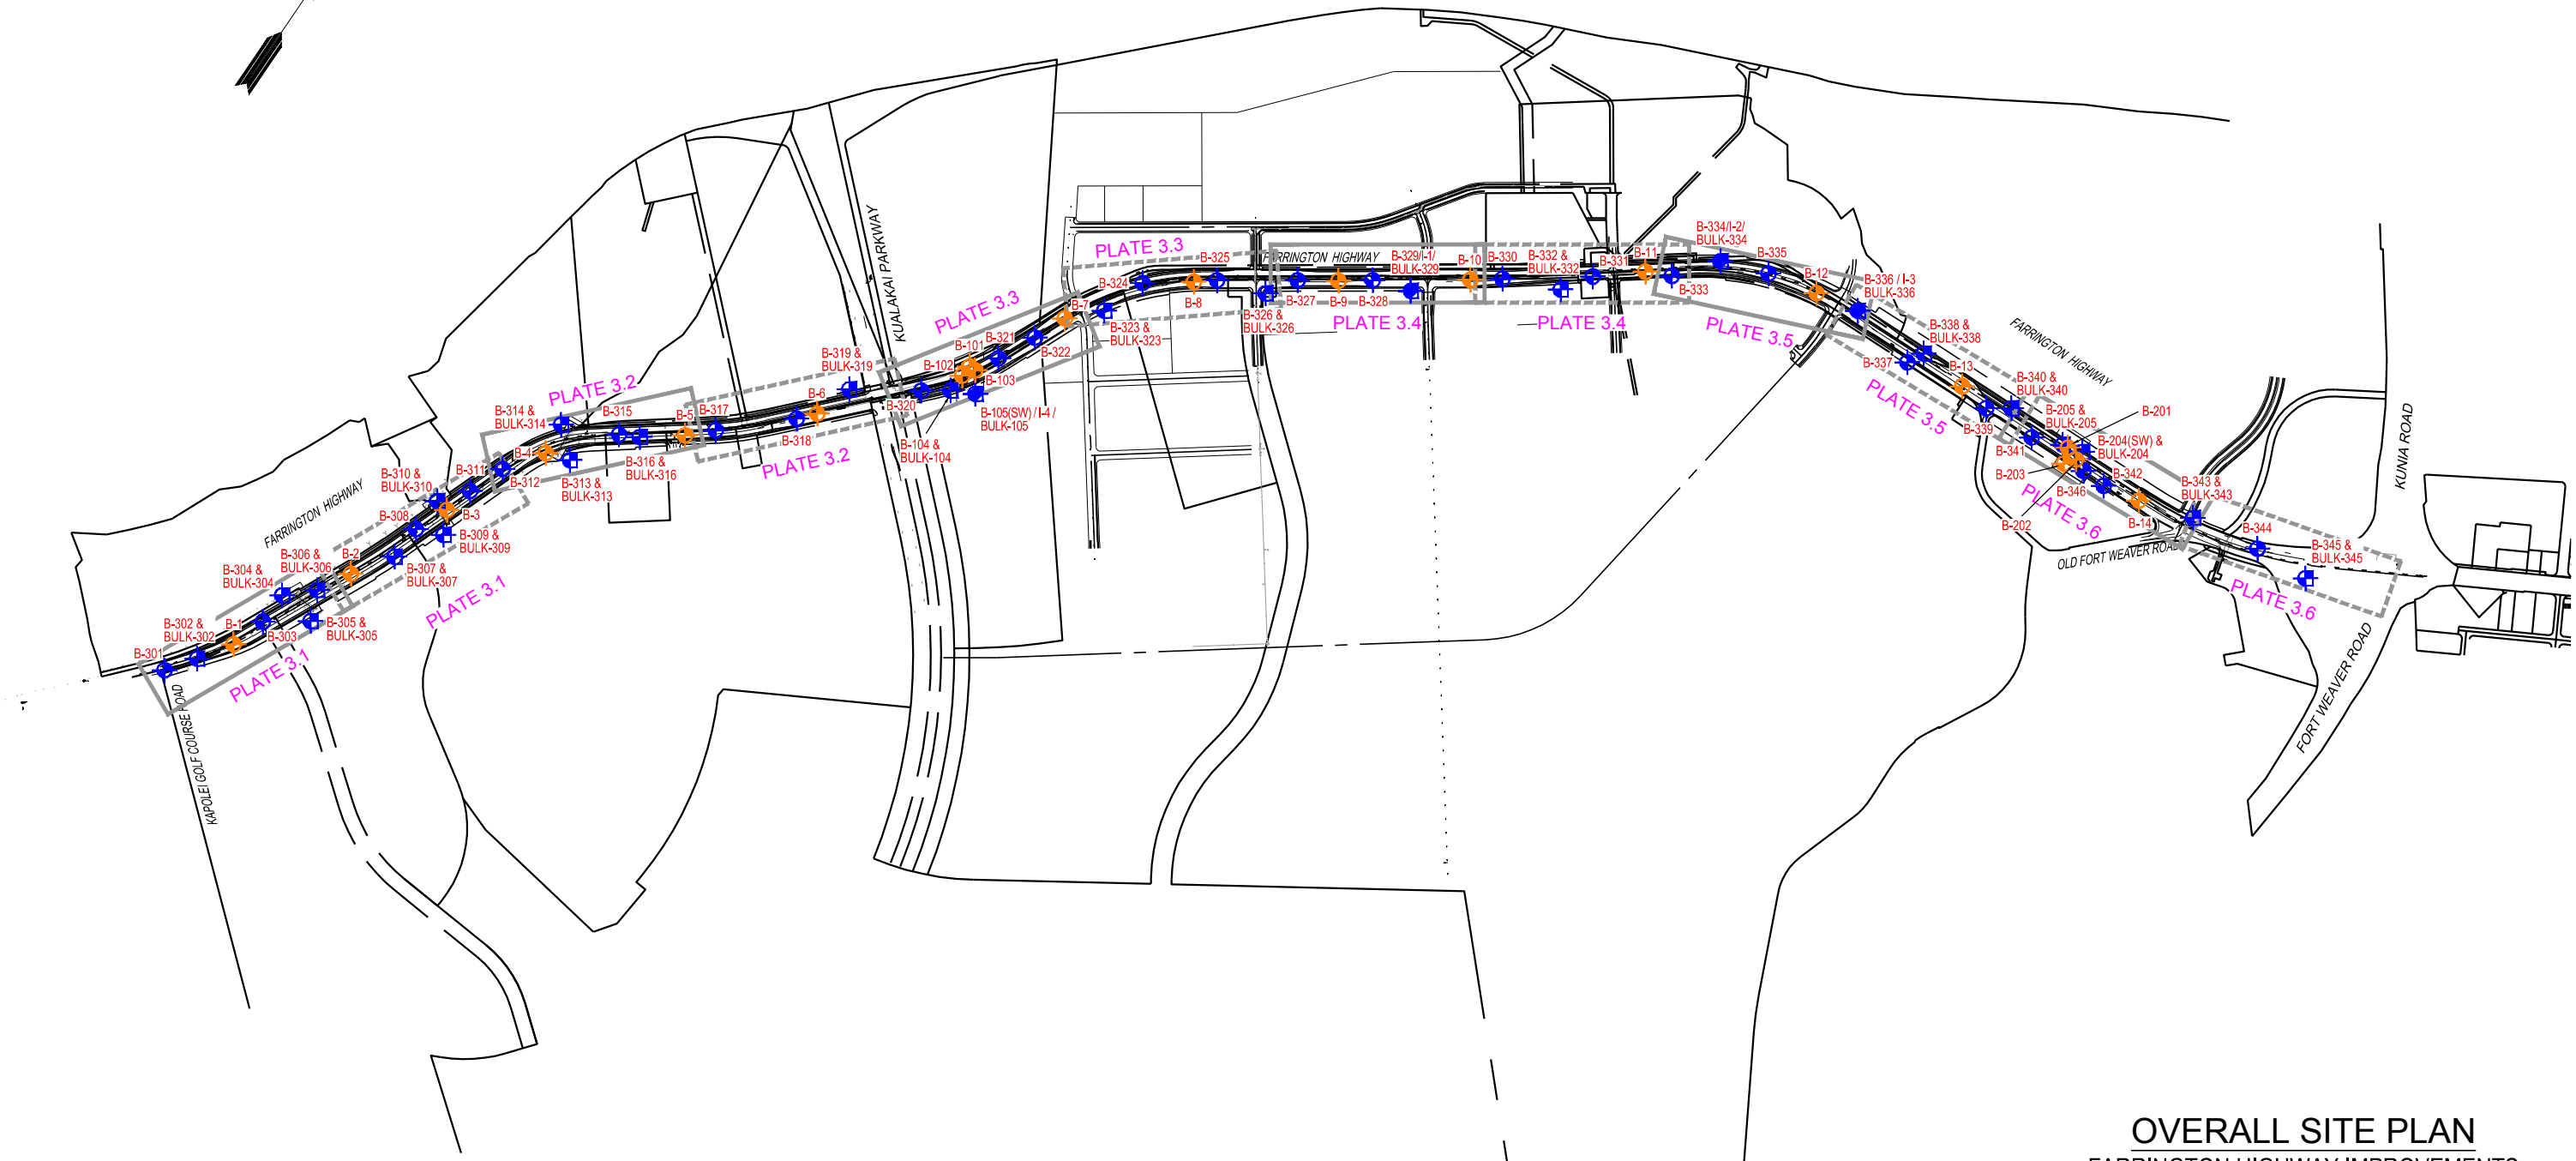 B-301
B-302 &
BULK-302
B-1
B-303
B-304 &
BULK-304
B-305 &
BULK-305
B-306 &
BULK-306
B-2
B-307 &
BULK-307
B-308
B-309 &
BULK-309
B-310 &
BULK-310
B-3
B-311
B-312
PLATE 3.1
PLATE 3.1
FARRINGTON HIGHWAY
KAPOLEI GOLF COURSE ROAD
B-4
B-313 &
BULK-313
B-314 &
BULK-314
B-315
B-316 &
BULK-316
B-5
B-317
B-318
B-6
B-319 &
BULK-319
PLATE 3.2
PLATE 3.2
KUALAKAI PARKWAY
B-320
B-102
B-101
B-103
B-104 &
BULK-104
B-105(SW) / I-4 /
BULK-105
B-321
B-322
B-7
B-323 &
BULK-323
B-324
B-8
B-325
PLATE 3.3
PLATE 3.3
B-326 &
BULK-326
FARRINGTON HIGHWAY
B-327
B-9
B-328
B-329/I-1/
BULK-329
B-10
B-330
B-332 &
BULK-332
B-331
B-11
B-333
PLATE 3.4
PLATE 3.4
B-334/I-2/
BULK-334
B-335
B-12
B-336 / I-3
BULK-336
PLATE 3.5
PLATE 3.5
B-337
B-338 &
BULK-338
B-13
B-339
B-340 &
BULK-340
FARRINGTON HIGHWAY
B-341
B-205 &
BULK-205
B-201
B-204(SW) &
BULK-204
B-203
B-202
B-346
B-342
B-14
B-343 &
BULK-343
B-344
B-345 &
BULK-345
PLATE 3.6
PLATE 3.6
OLD FORT WEAVER ROAD
KUNIA ROAD
FORT WEAVER ROAD
OVERALL SITE PLAN
FARRINGTON HIGHWAY IMPROVEMENTS